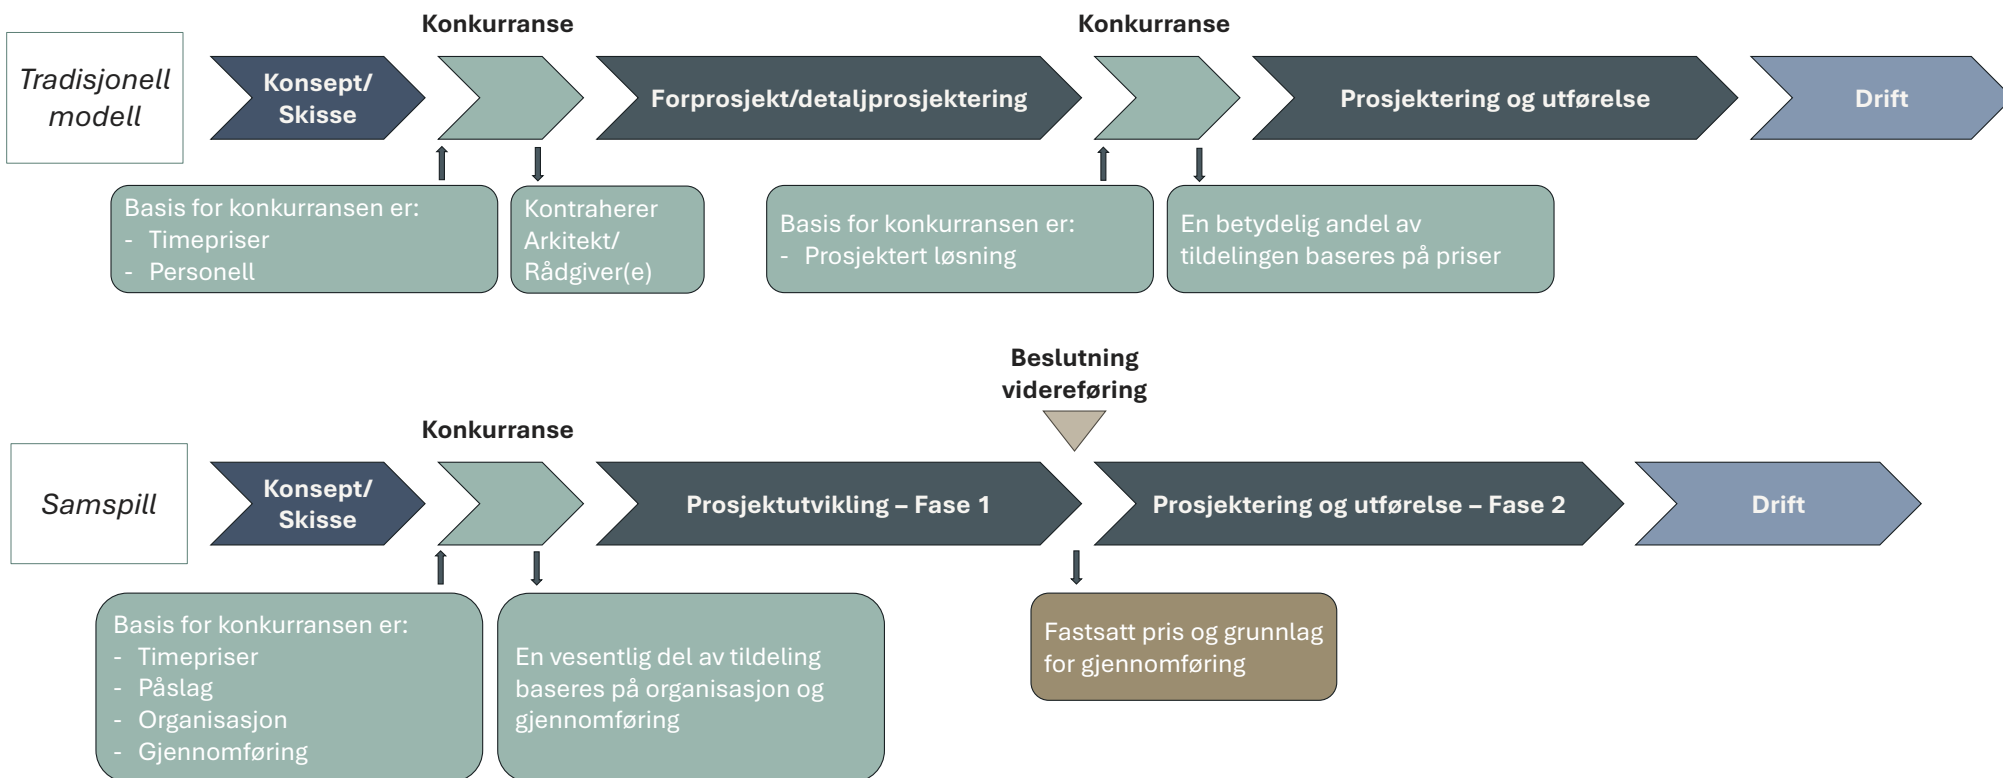 Konkurranse
Konkurranse
Tradisjonell
modell
Konsept/
Skisse
Forprosjekt/detaljprosjektering
Prosjektering og utførelse
Drift
Basis for konkurransen er:
- Timepriser
- Personell
Kontraherer
Arkitekt/
Rådgiver(e)
Basis for konkurransen er:
- Prosjektert løsning
En betydelig andel av
tildelingen baseres på priser
Beslutning
videreføring
Konkurranse
Samspill
Konsept/
Skisse
Prosjektutvikling – Fase 1
Prosjektering og utførelse – Fase 2
Drift
Basis for konkurransen er:
- Timepriser
- Påslag
- Organisasjon
- Gjennomføring
En vesentlig del av tildeling
baseres på organisasjon og
gjennomføring
Fastsatt pris og grunnlag
for gjennomføring